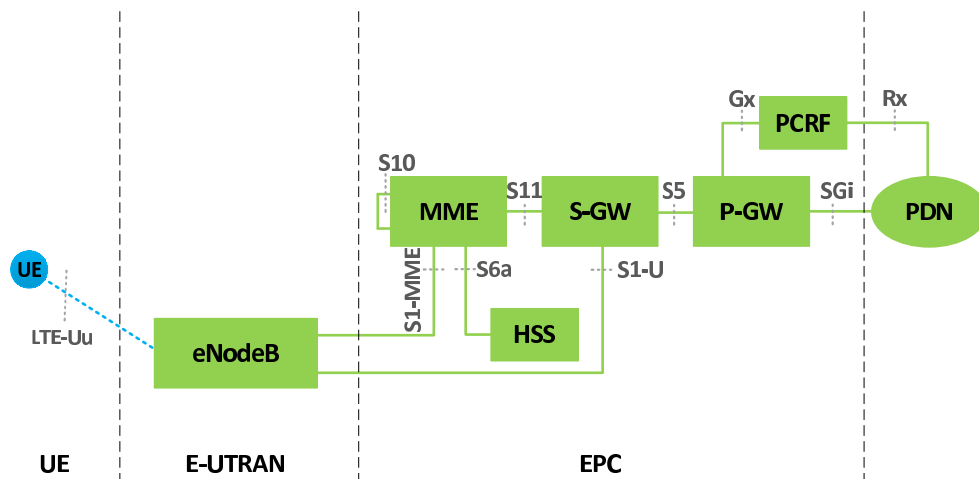 Gx
Rx
PCRF
S10
MME
S11
S-GW
S5
P-GW
SGi
PDN
UE
S1-MME
S6a
S1-U
LTE-Uu
eNodeB
HSS
UE
E-UTRAN
EPC